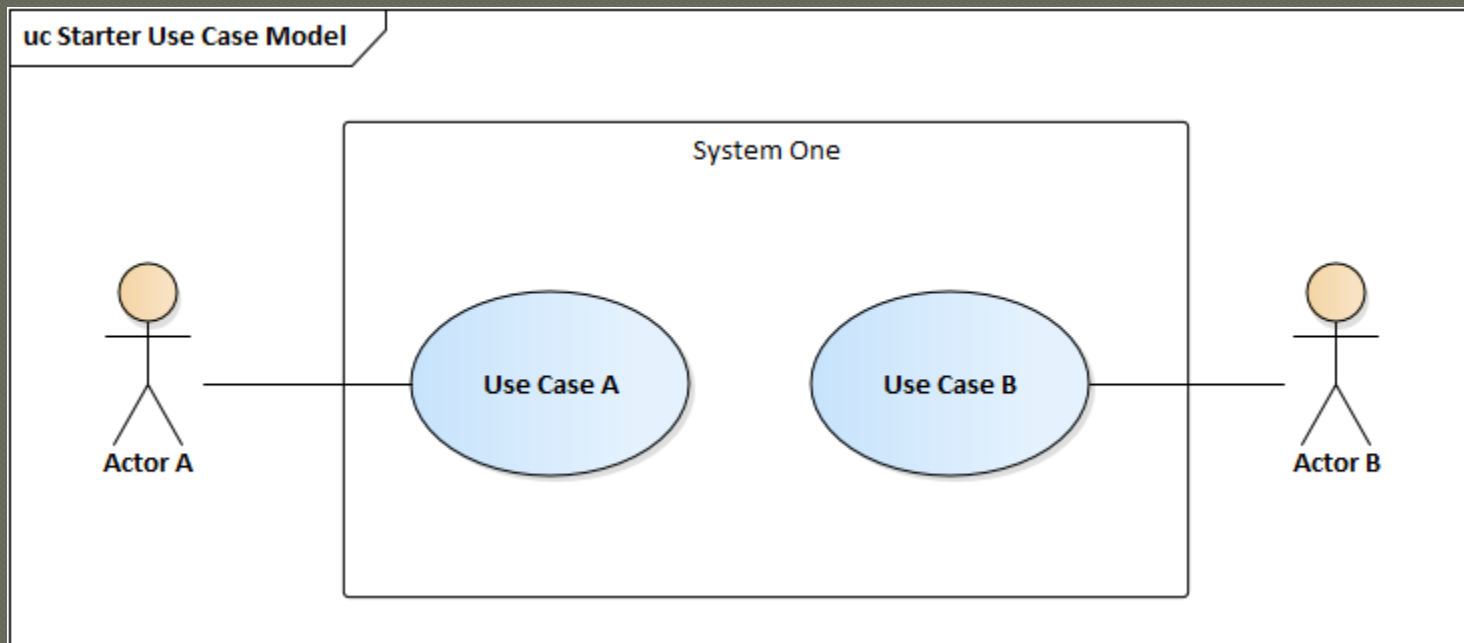 uc Starter Use Case Model
System One
Use Case A
Use Case B
Actor A
Actor B